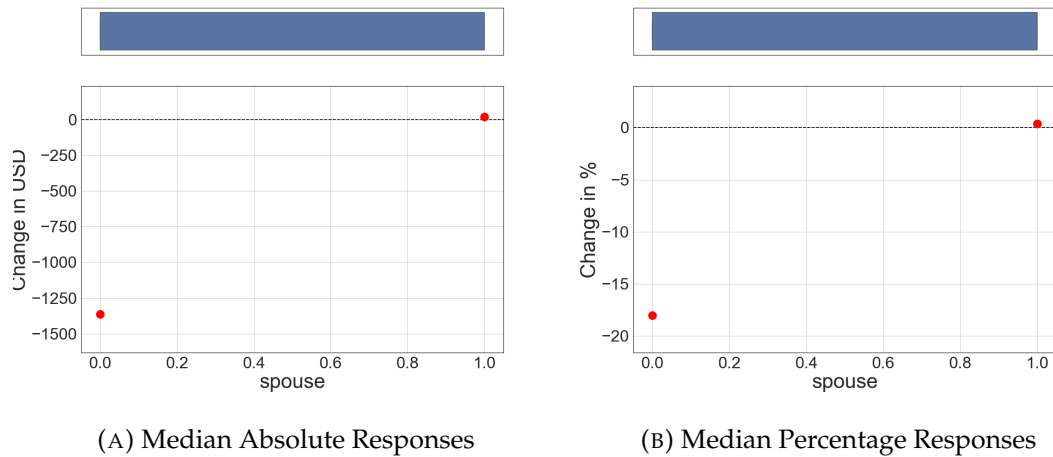 0
−250
−500
−750
−1000
−1250
−1500
Change in USD
0.0 0.2 0.4 0.6 0.8 1.0
spouse
(A) Median Absolute Responses
0
−5
−10
−15
−20
Change in %
0.0 0.2 0.4 0.6 0.8 1.0
spouse
(B) Median Percentage Responses